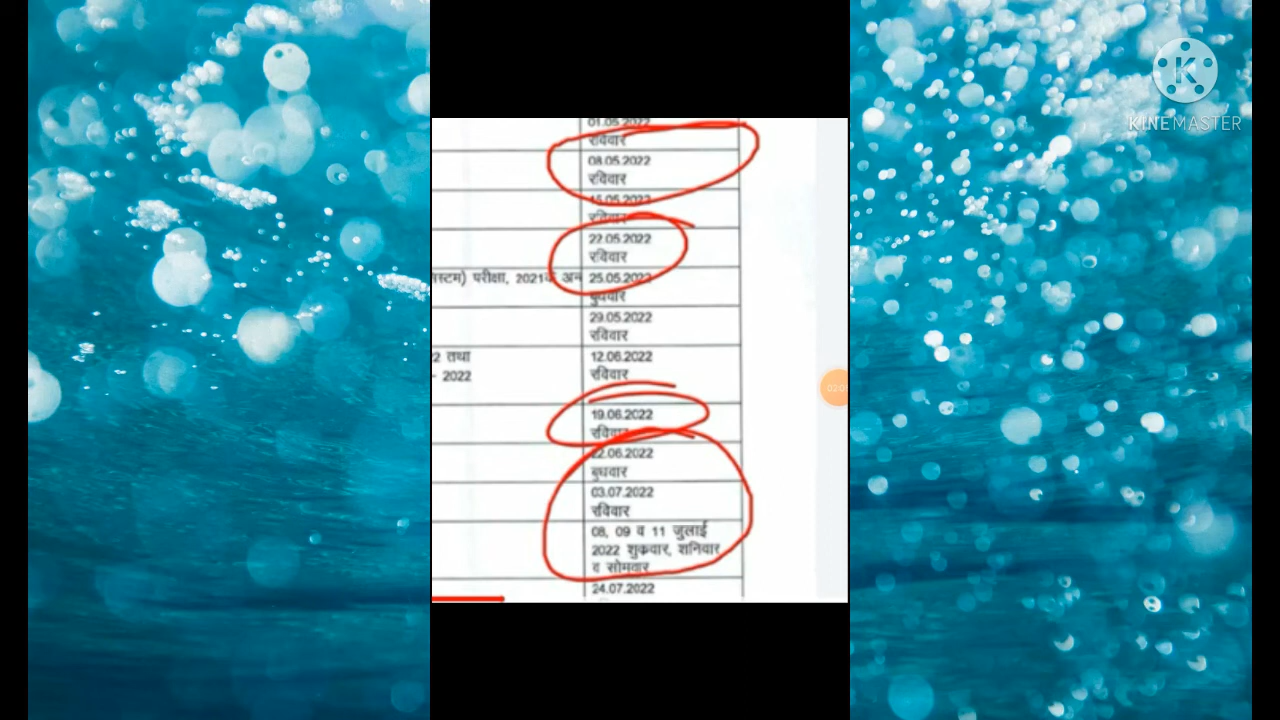 K
KINEMASTER
01.05.2022
रविवार
08.05.2022
रविवार
15.05.2022
रविवार
22.05.2022
रविवार
स्टम) परीक्षा, 2021 25.05.2022
बुधवार
29.05.2022
रविवार
2 तथा 12.06.2022
- 2022 रविवार
19.06.2022
रविवार
22.06.2022
बुधवार
03.07.2022
रविवार
08, 09 व 11 जुलाई
2022 शुक्रवार, शनिवार
व सोमवार
24.07.2022